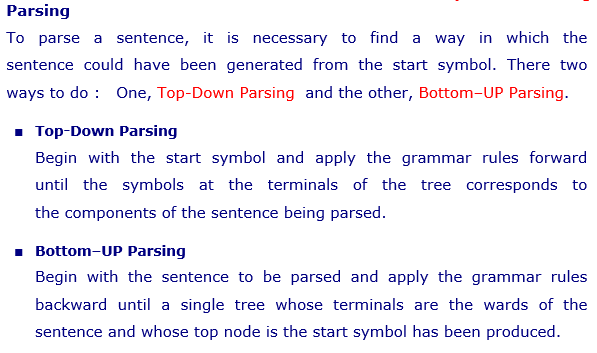 Parsing
To parse a sentence, it is necessary to find a way in which the
sentence could have been generated from the start symbol. There two
ways to do : One, Top-Down Parsing and the other, Bottom–UP Parsing.
▪ Top-Down Parsing
Begin with the start symbol and apply the grammar rules forward
until the symbols at the terminals of the tree corresponds to
the components of the sentence being parsed.
▪ Bottom–UP Parsing
Begin with the sentence to be parsed and apply the grammar rules
backward until a single tree whose terminals are the wards of the
sentence and whose top node is the start symbol has been produced.